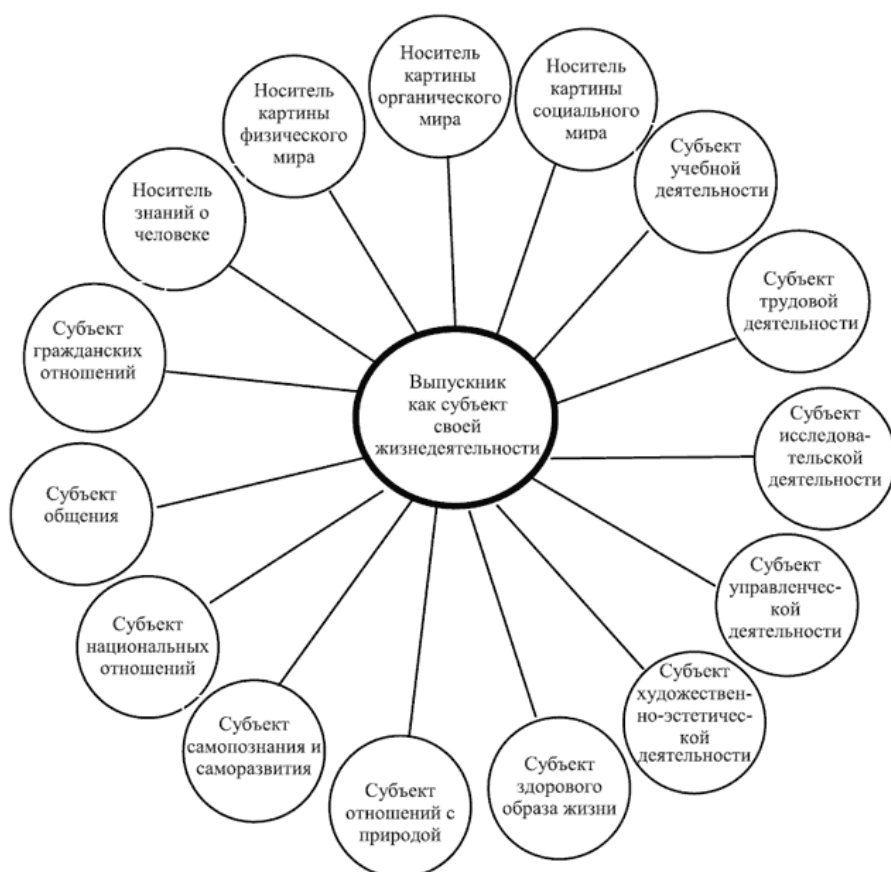 Носитель
картины
органического
мира
Носитель
картины
социального
мира
Субъект
учебной
деятельности
Субъект
трудовой
деятельности
Субъект
исследова-
тельской
деятельности
Субъект
управленчес-
кой
деятельности
Субъект
художествен-
но-эстетичес-
кой
деятельности
Субъект
здорового
образа жизни
Субъект
отношений с
природой
Субъект
самопознания и
саморазвития
Субъект
национальных
отношений
Субъект
общения
Субъект
гражданских
отношений
Носитель
знаний о
человеке
Носитель
картины
физического
мира
Выпускник
как субъект
своей
жизнедеятельности